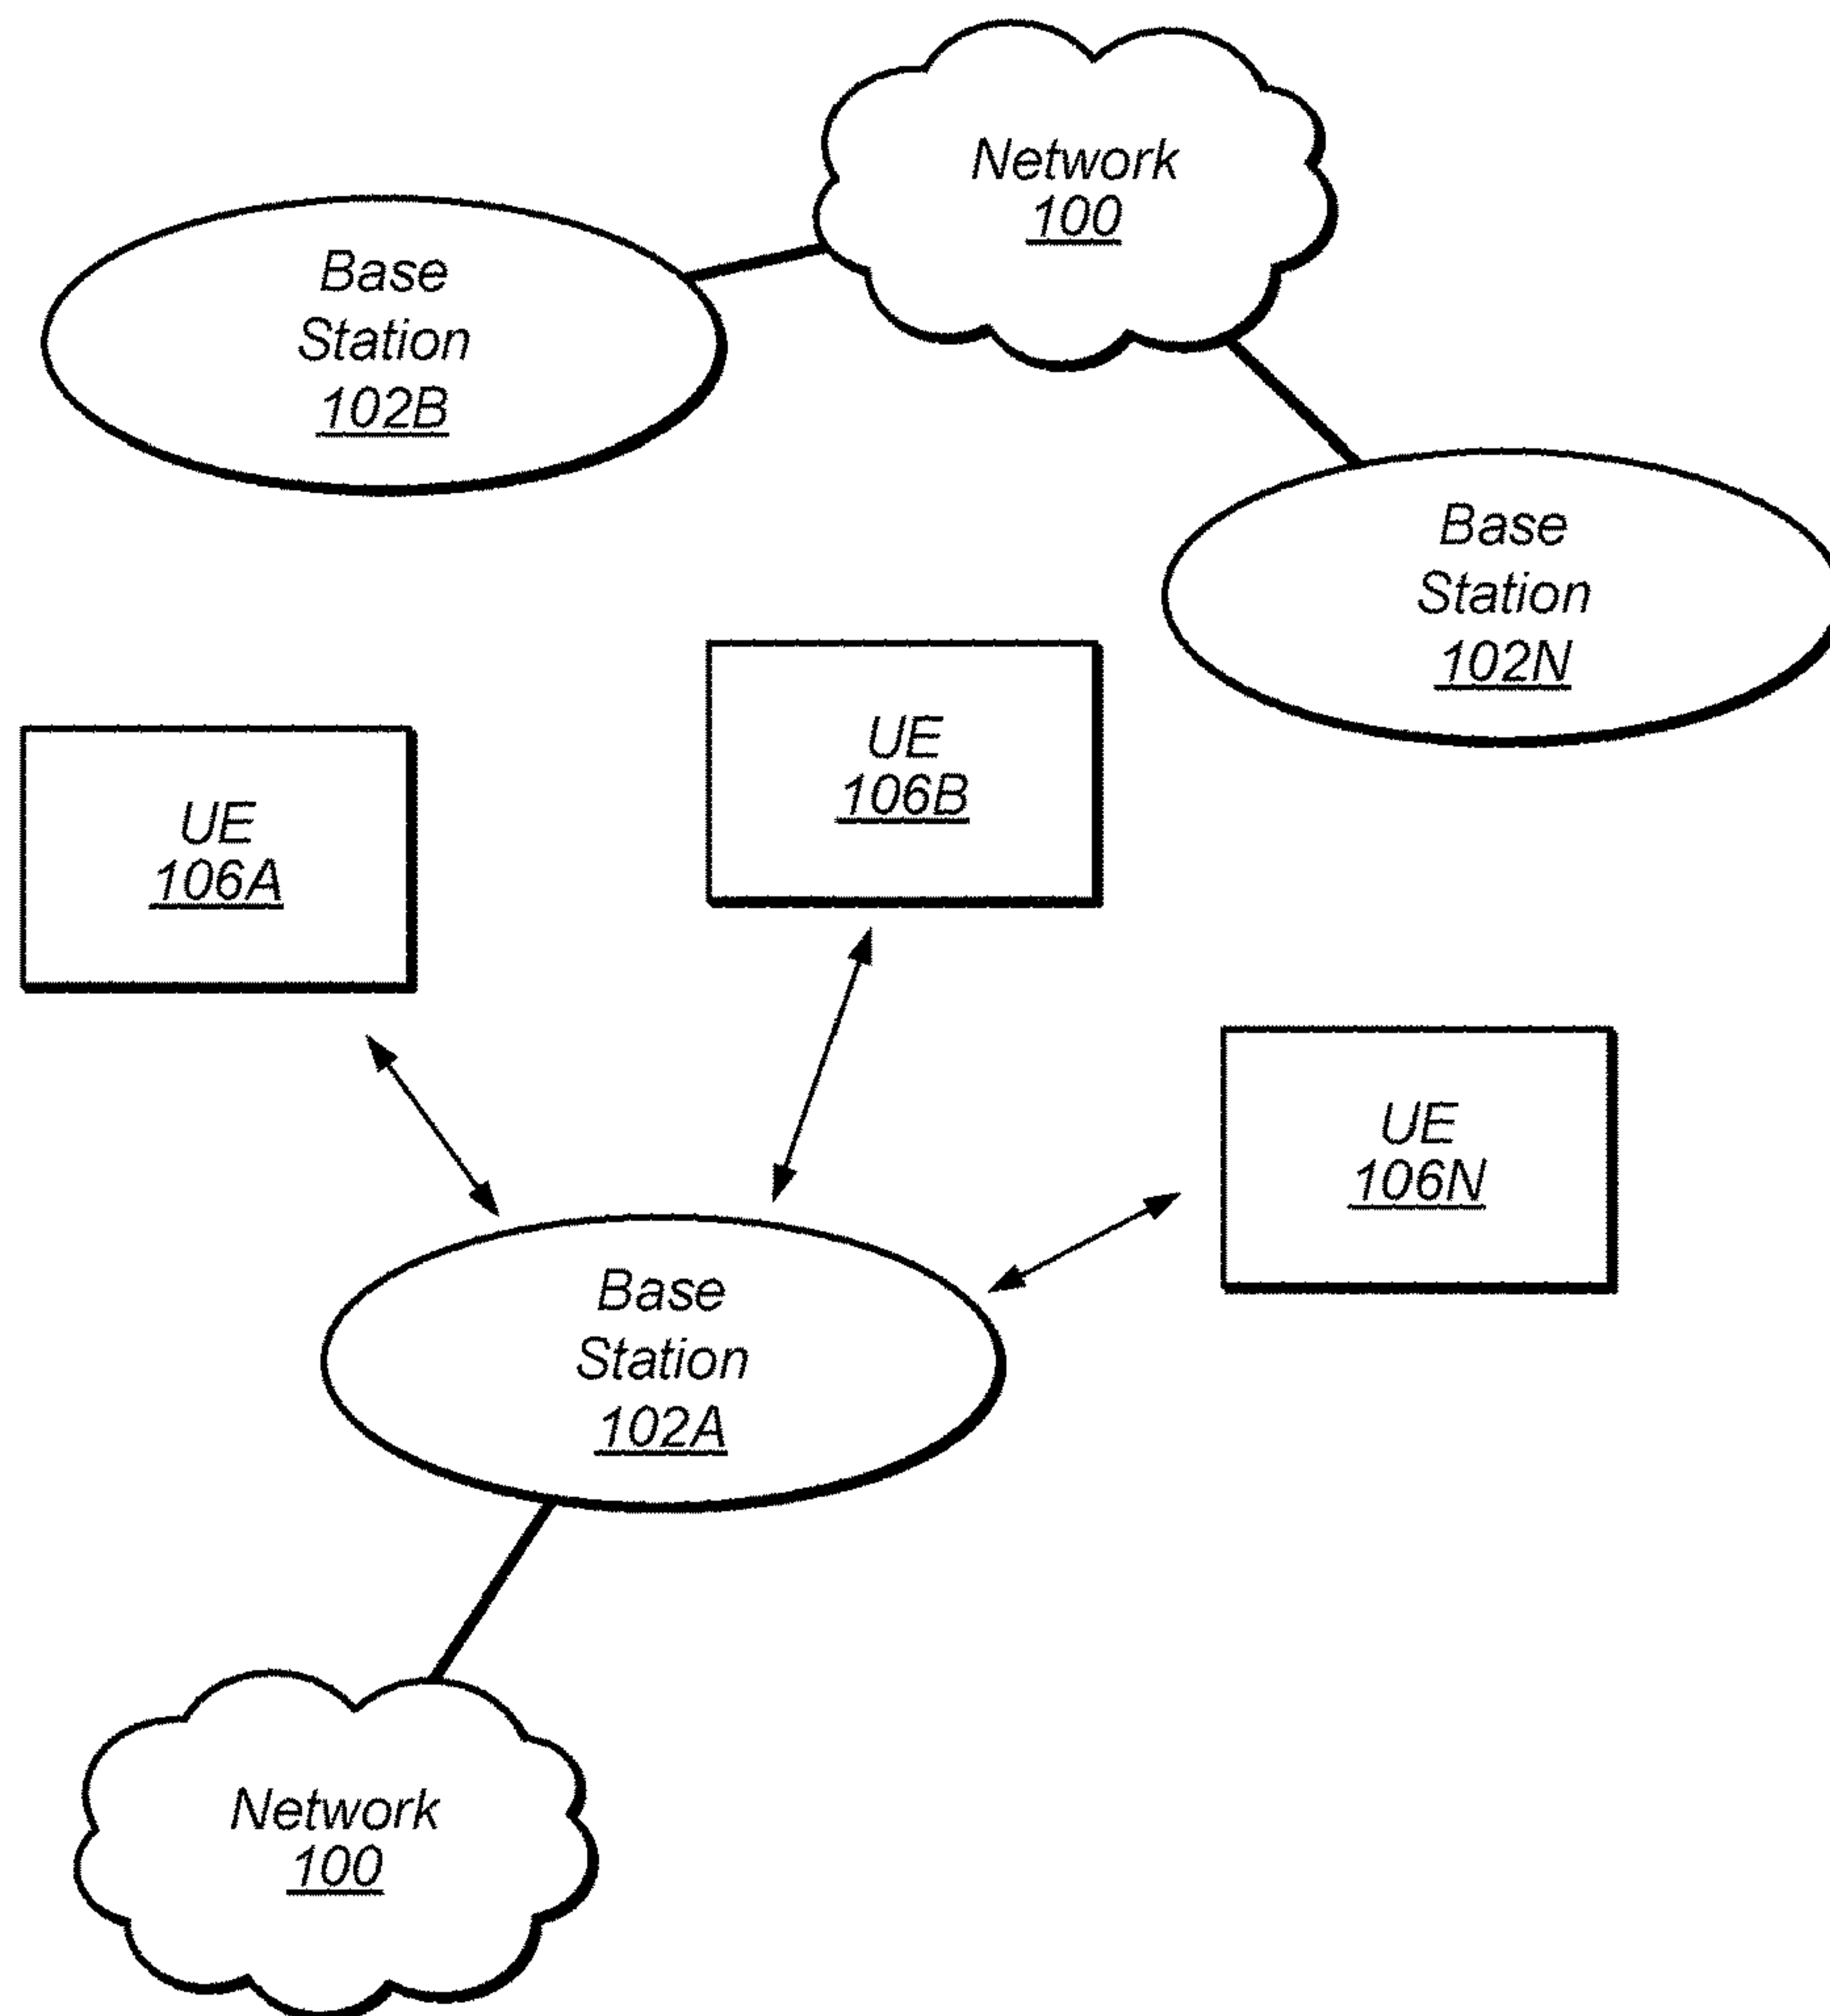 Network
100
Base
Station
102B
Base
Station
102N
UE
106B
UE
106A
UE
106N
Base
Station
102A
Network
100